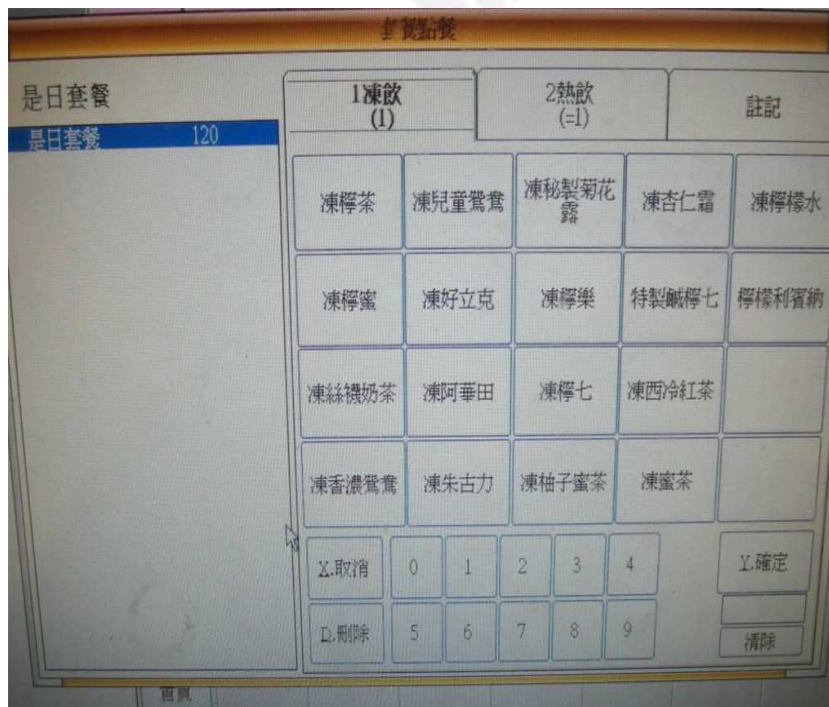 套餐點餐
是日套餐
是日套餐 120
1凍飲
(1)
2熱飲
(=1)
註記
凍檸茶
凍兒童鴛鴦
凍秘製菊花
露
凍杏仁霜
凍檸檬水
凍檸蜜
凍好立克
凍檸樂
特製鹹檸七
檸檬利賓納
凍絲襪奶茶
凍阿華田
凍檸七
凍西冷紅茶
凍香濃鴛鴦
凍朱古力
凍柚子蜜茶
凍蜜茶
X.取消
0
1
2
3
4
Y.確定
D.刪除
5
6
7
8
9
清除
首頁